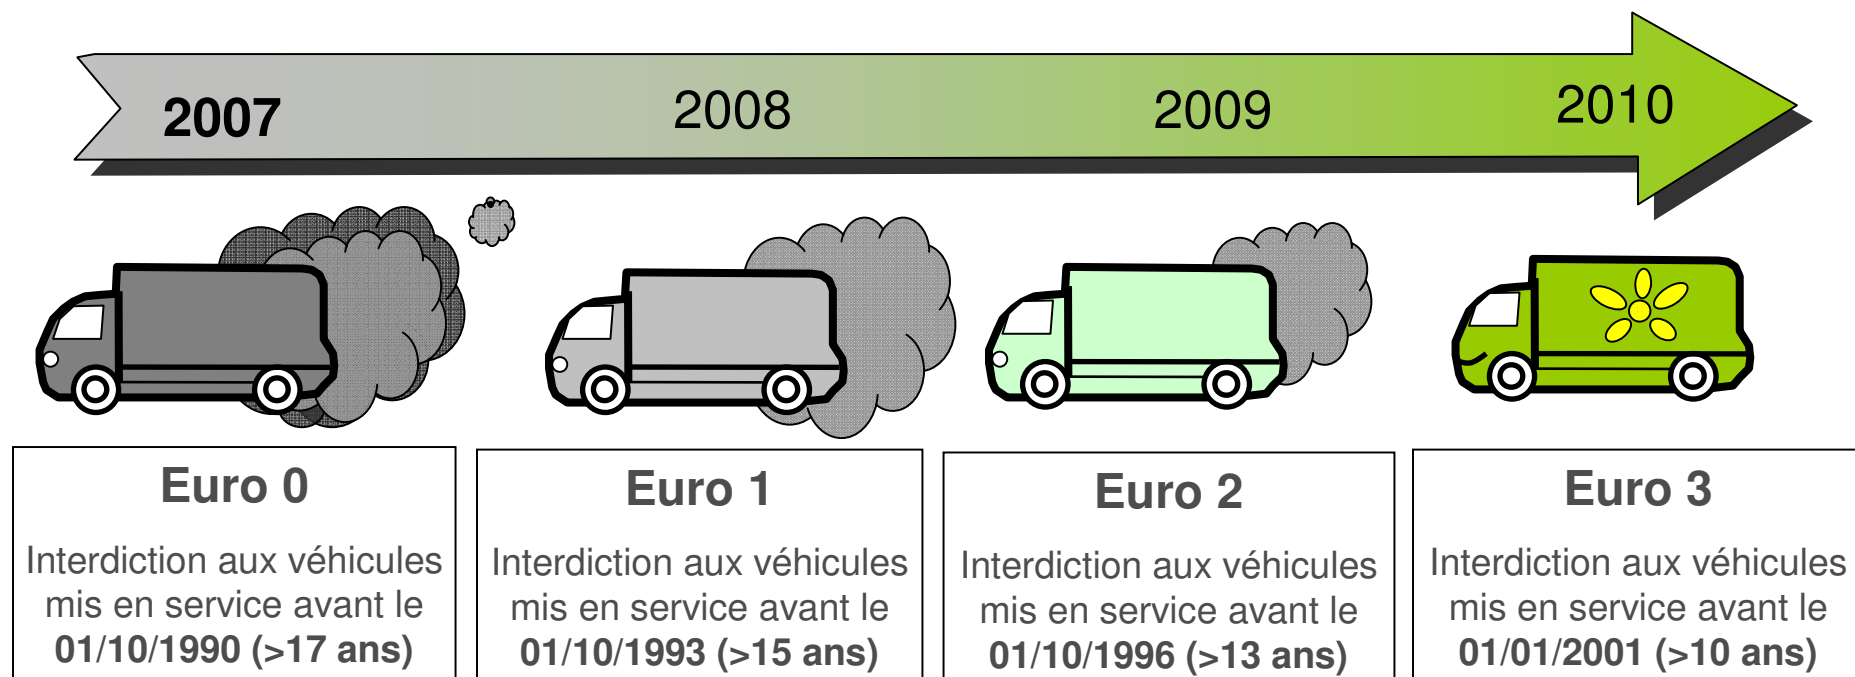 2007
2008
2009
2010
Euro 0
Interdiction aux véhicules
mis en service avant le
01/10/1990 (>17 ans)
Euro 1
Interdiction aux véhicules
mis en service avant le
01/10/1993 (>15 ans)
Euro 2
Interdiction aux véhicules
mis en service avant le
01/10/1996 (>13 ans)
Euro 3
Interdiction aux véhicules
mis en service avant le
01/01/2001 (>10 ans)